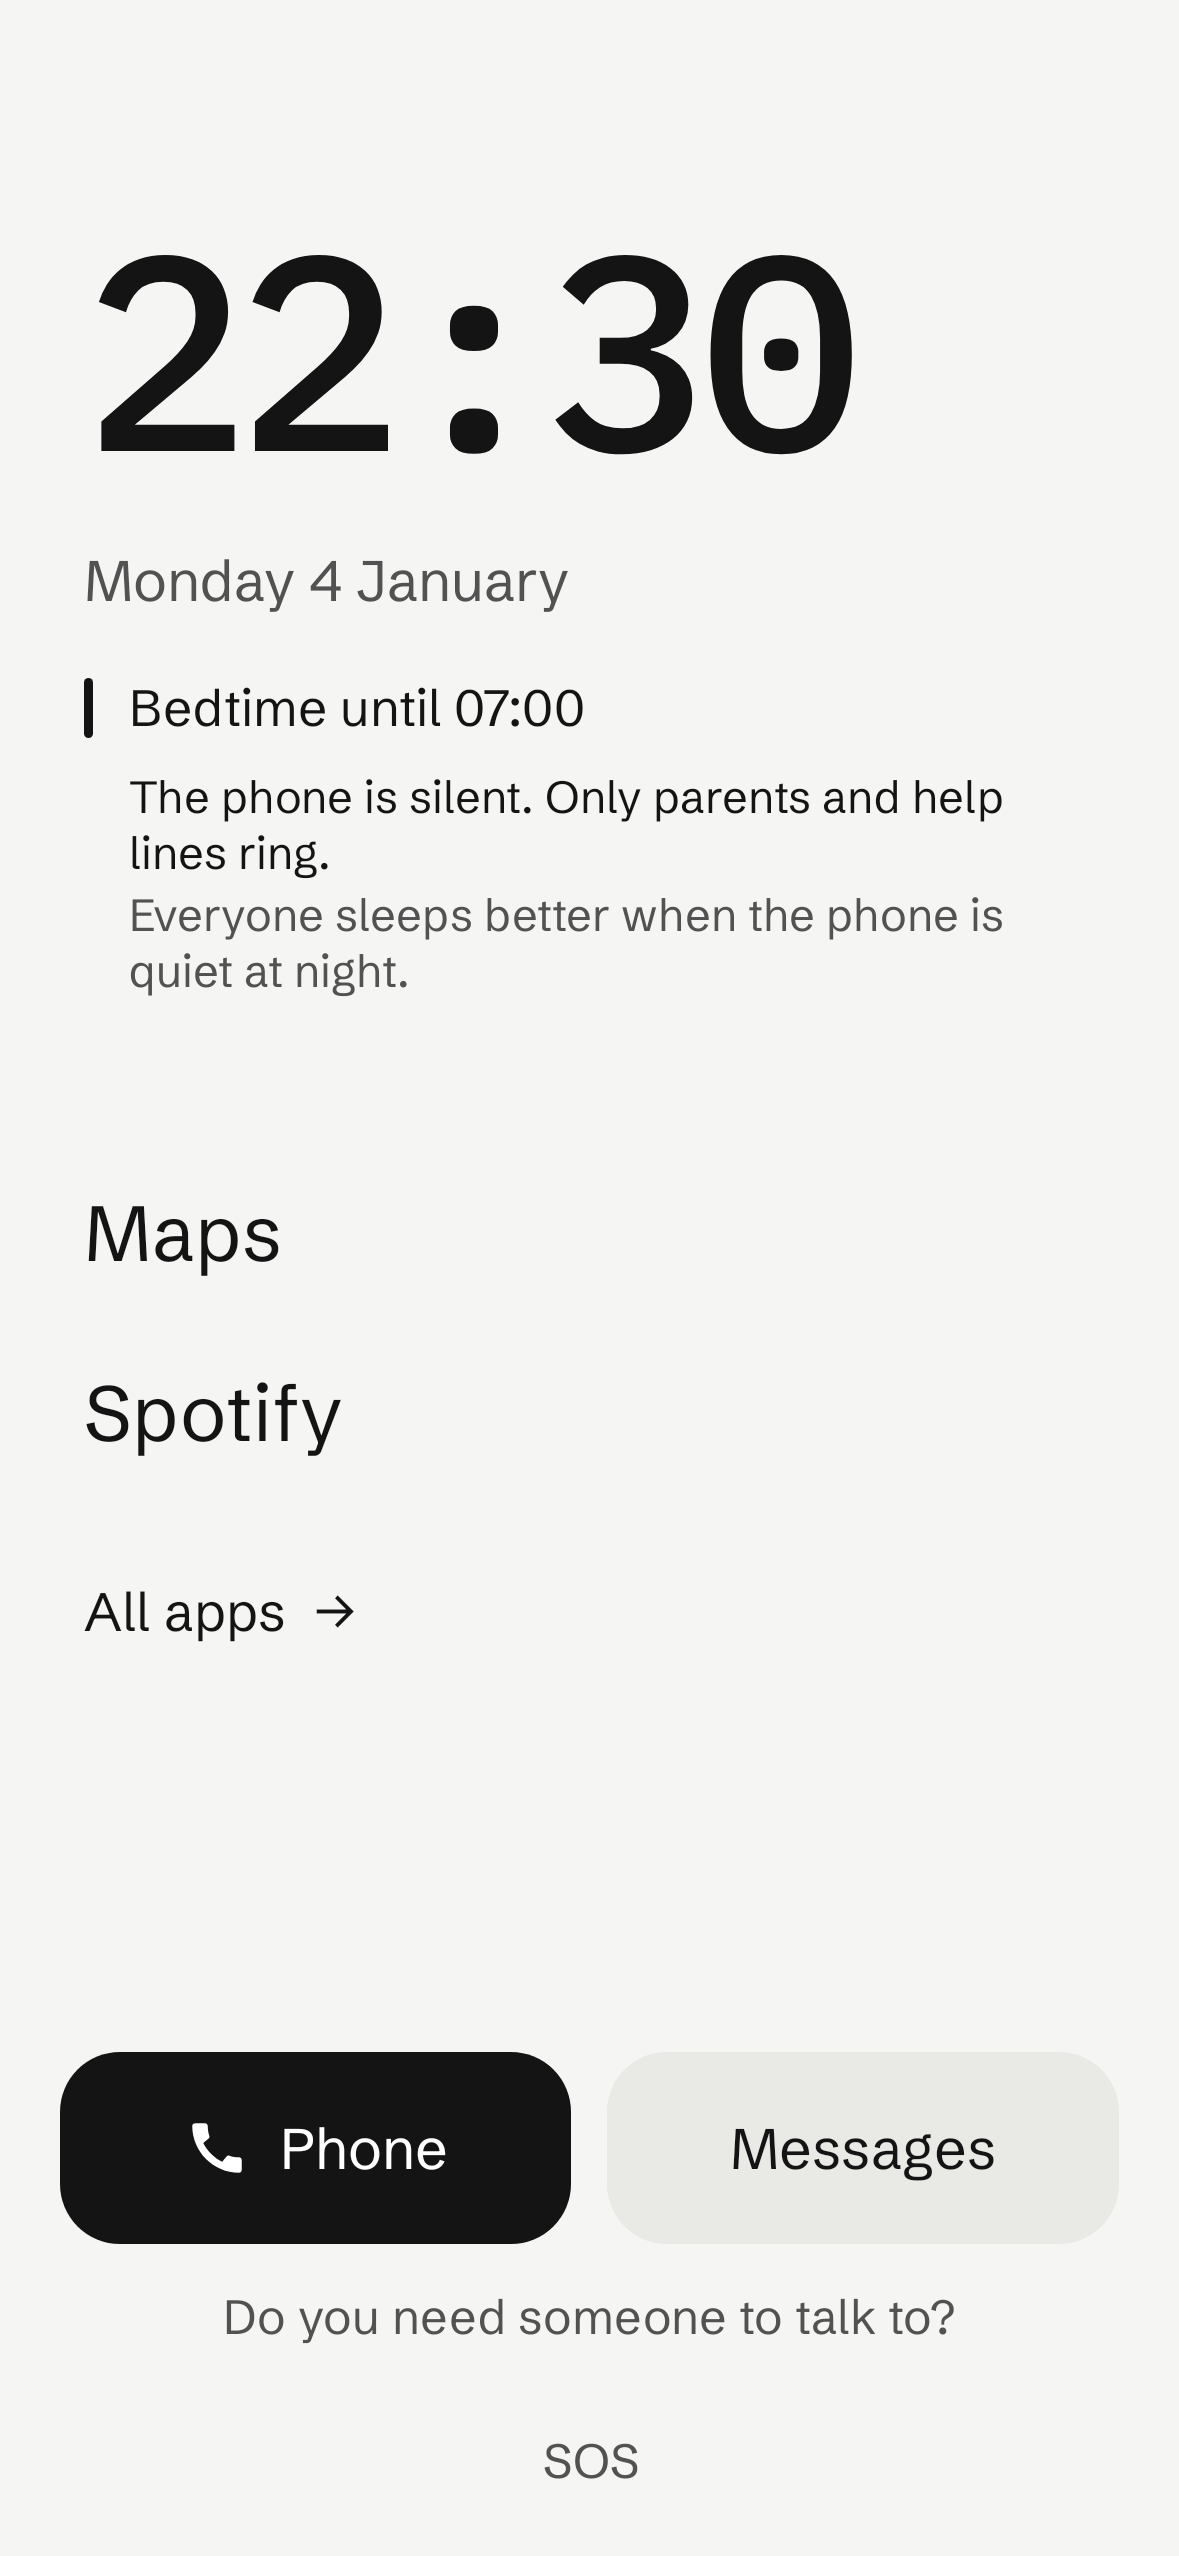 22:30
Monday 4 January
Bedtime until 07:00
The phone is silent. Only parents and help
lines ring.
Everyone sleeps better when the phone is
quiet at night.
Maps
Spotify
All apps →
Phone
Messages
Do you need someone to talk to?
SOS